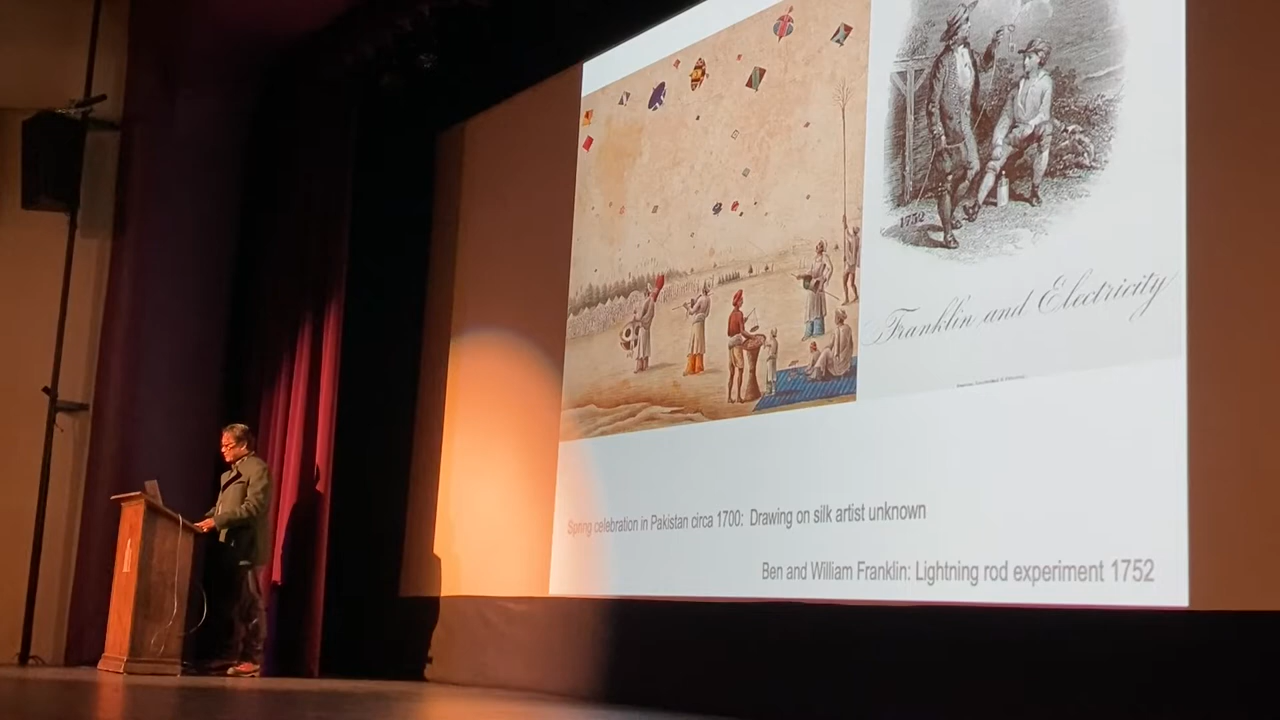 1752
Franklin and Electricity
Spring celebration in Pakistan circa 1700: Drawing on silk artist unknown
Ben and William Franklin: Lightning rod experiment 1752